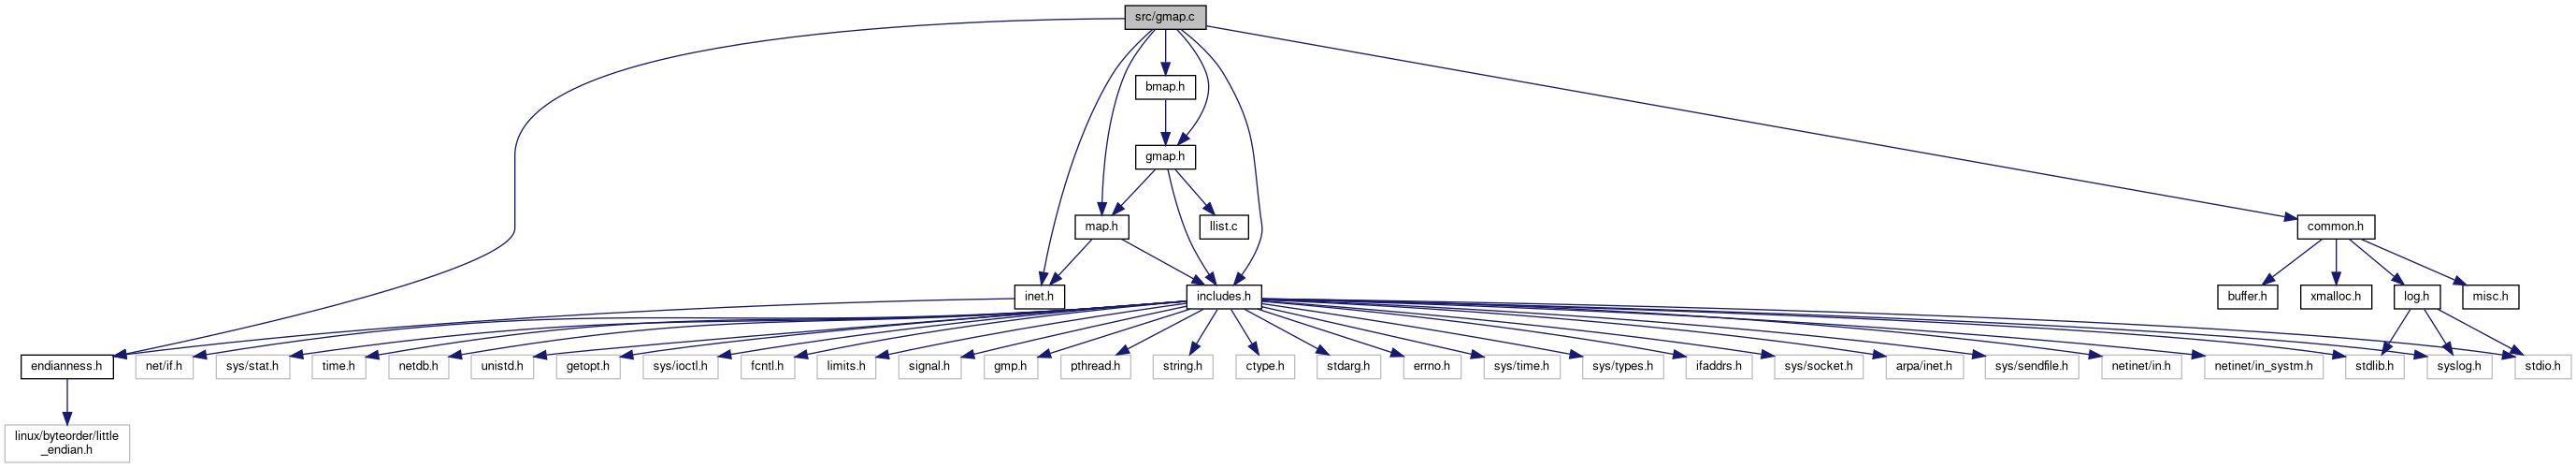 src/gmap.c
bmap.h
gmap.h
map.h
llist.c
common.h
inet.h
includes.h
buffer.h
xmalloc.h
log.h
misc.h
endianness.h
net/if.h
sys/stat.h
time.h
netdb.h
unistd.h
getopt.h
sys/ioctl.h
fcntl.h
limits.h
signal.h
gmp.h
pthread.h
string.h
ctype.h
stdarg.h
errno.h
sys/time.h
sys/types.h
ifaddrs.h
sys/socket.h
arpa/inet.h
sys/sendfile.h
netinet/in.h
netinet/in_systm.h
stdlib.h
syslog.h
stdio.h
linux/byteorder/little
_endian.h